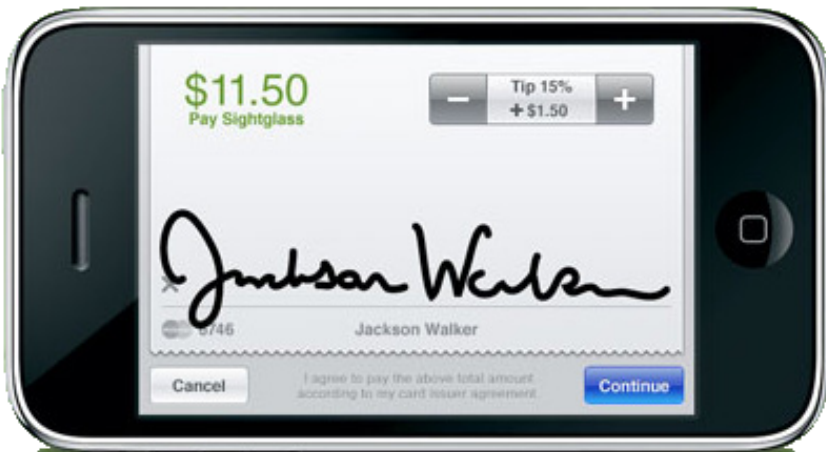 $11.50
Pay Sightglass
− Tip 15% +
+ $1.50
Jackson Walker
×
6746 Jackson Walker
Cancel
I agree to pay the above total amount
according to my card issuer agreement.
Continue